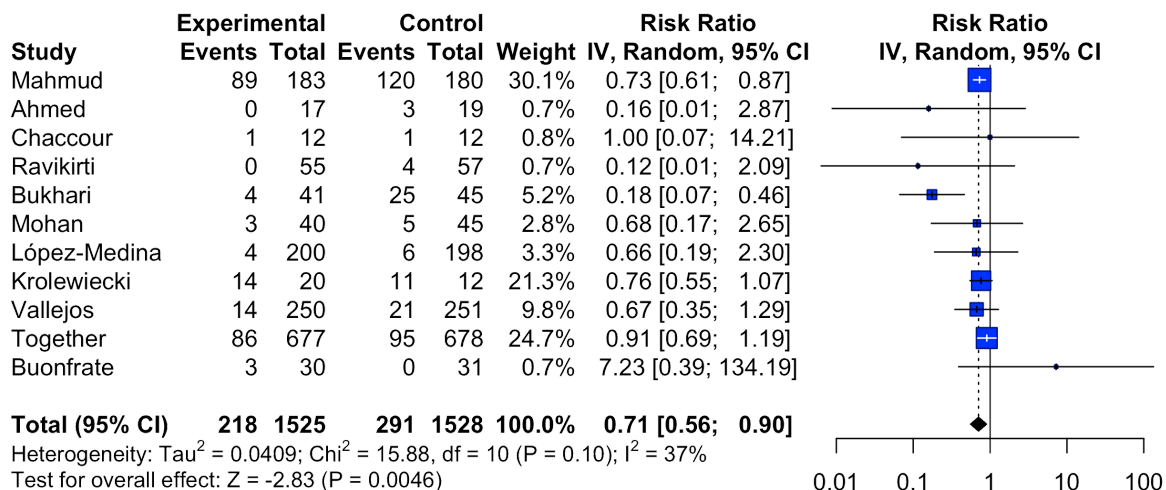 Experimental Control Risk Ratio Risk Ratio
Study Events Total Events Total Weight IV, Random, 95% CI IV, Random, 95% CI
Mahmud 89 183 120 180 30.1% 0.73 [0.61; 0.87]
Ahmed 0 17 3 19 0.7% 0.16 [0.01; 2.87]
Chaccour 1 12 1 12 0.8% 1.00 [0.07; 14.21]
Ravikirti 0 55 4 57 0.7% 0.12 [0.01; 2.09]
Bukhari 4 41 25 45 5.2% 0.18 [0.07; 0.46]
Mohan 3 40 5 45 2.8% 0.68 [0.17; 2.65]
López-Medina 4 200 6 198 3.3% 0.66 [0.19; 2.30]
Krolewiecki 14 20 11 12 21.3% 0.76 [0.55; 1.07]
Vallejos 14 250 21 251 9.8% 0.67 [0.35; 1.29]
Together 86 677 95 678 24.7% 0.91 [0.69; 1.19]
Buonfrate 3 30 0 31 0.7% 7.23 [0.39; 134.19]
Total (95% CI) 218 1525 291 1528 100.0% 0.71 [0.56; 0.90]
Heterogeneity: Tau² = 0.0409; Chi² = 15.88, df = 10 (P = 0.10); I² = 37%
Test for overall effect: Z = -2.83 (P = 0.0046)
0.01 0.1 1 10 100